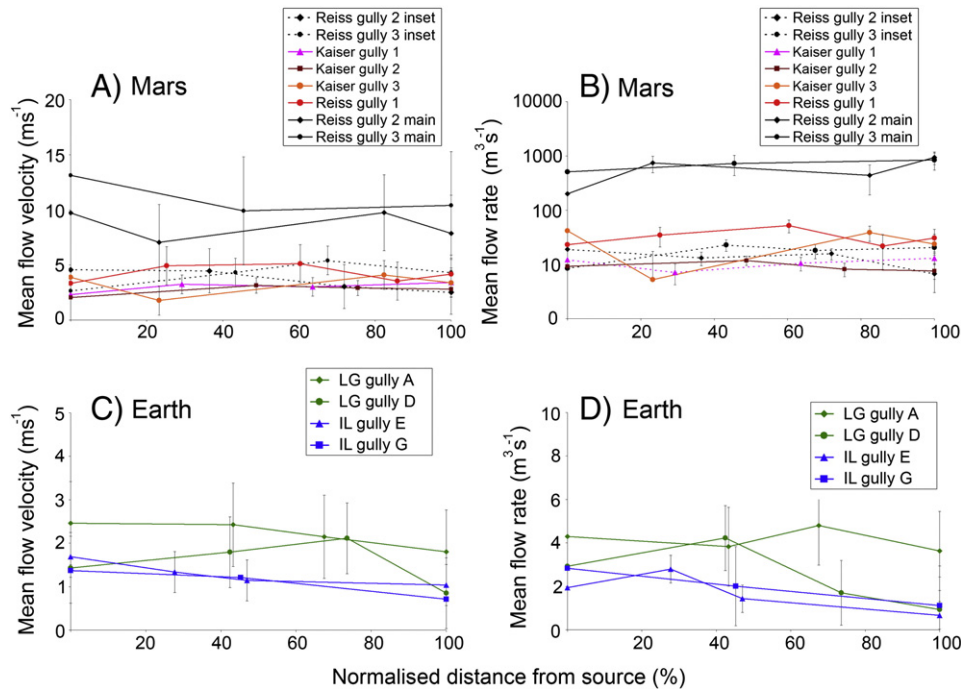 Reiss gully 2 inset
Reiss gully 3 inset
Kaiser gully 1
Kaiser gully 2
Kaiser gully 3
Reiss gully 1
Reiss gully 2 main
Reiss gully 3 main
A) Mars
Mean flow velocity (ms⁻¹)
20
15
10
5
0
20
40
60
80
100
Reiss gully 2 inset
Reiss gully 3 inset
Kaiser gully 1
Kaiser gully 2
Kaiser gully 3
Reiss gully 1
Reiss gully 2 main
Reiss gully 3 main
B) Mars
Mean flow rate (m³s⁻¹)
10000
1000
100
10
0
20
40
60
80
100
LG gully A
LG gully D
IL gully E
IL gully G
C) Earth
Mean flow velocity (ms⁻¹)
5
4
3
2
1
0
20
40
60
80
100
LG gully A
LG gully D
IL gully E
IL gully G
D) Earth
Mean flow rate (m³s⁻¹)
10
8
6
4
2
0
20
40
60
80
100
Normalised distance from source (%)